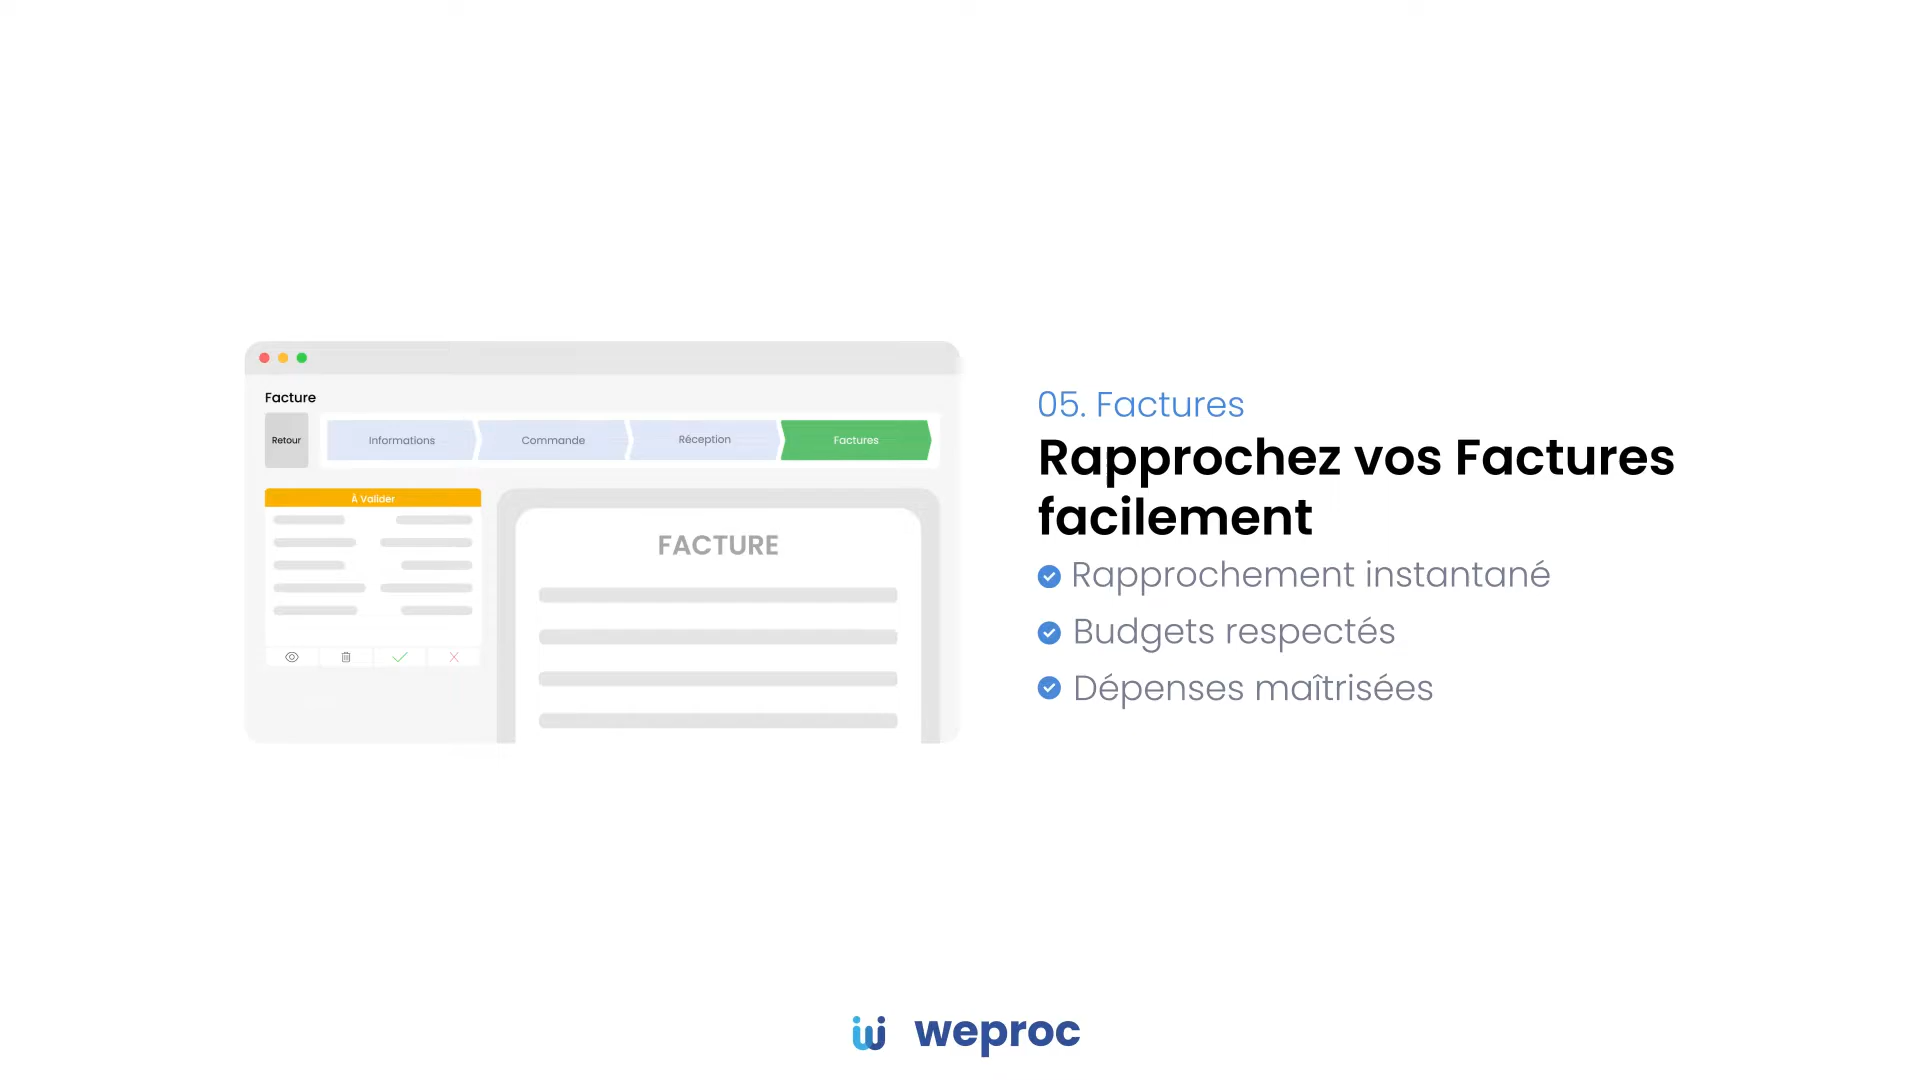 Facture
Retour
Informations
Commande
Réception
Factures
À Valider
FACTURE
05. Factures
Rapprochez vos Factures
facilement
Rapprochement instantané
Budgets respectés
Dépenses maîtrisées
weproc